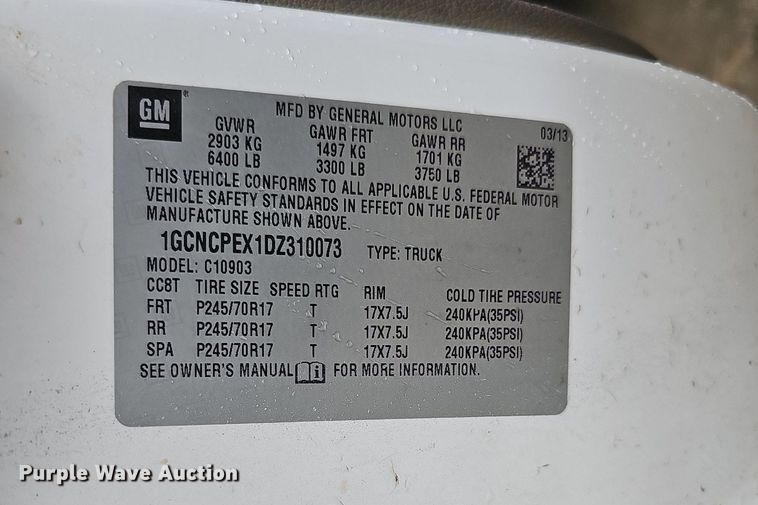 GM
MFD BY GENERAL MOTORS LLC
03/13
GVWR GAWR FRT GAWR RR
2903 KG 1497 KG 1701 KG
6400 LB 3300 LB 3750 LB
THIS VEHICLE CONFORMS TO ALL APPLICABLE U.S. FEDERAL MOTOR
VEHICLE SAFETY STANDARDS IN EFFECT ON THE DATE OF
MANUFACTURE SHOWN ABOVE.
1GCNCPEX1DZ310073 TYPE: TRUCK
MODEL: C10903
CC8T TIRE SIZE SPEED RTG RIM COLD TIRE PRESSURE
FRT P245/70R17 T 17X7.5J 240KPA(35PSI)
RR P245/70R17 T 17X7.5J 240KPA(35PSI)
SPA P245/70R17 T 17X7.5J 240KPA(35PSI)
SEE OWNER'S MANUAL i FOR MORE INFORMATION.
Purple Wave Auction